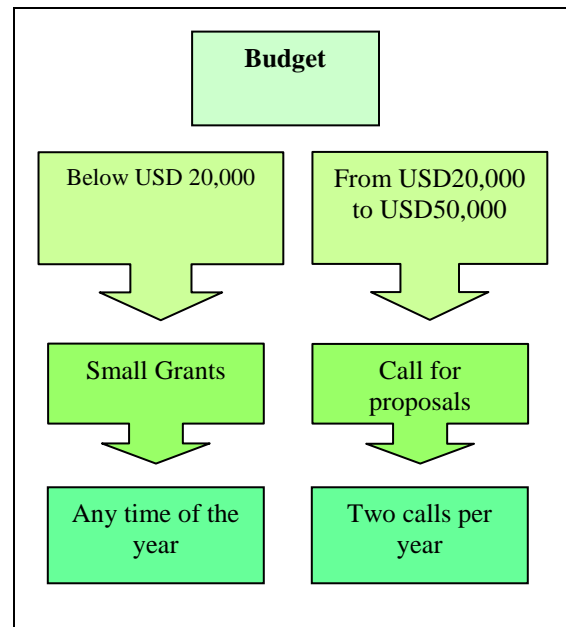 Budget
Below USD 20,000
From USD20,000
to USD50,000
Small Grants
Call for
proposals
Any time of the
year
Two calls per
year